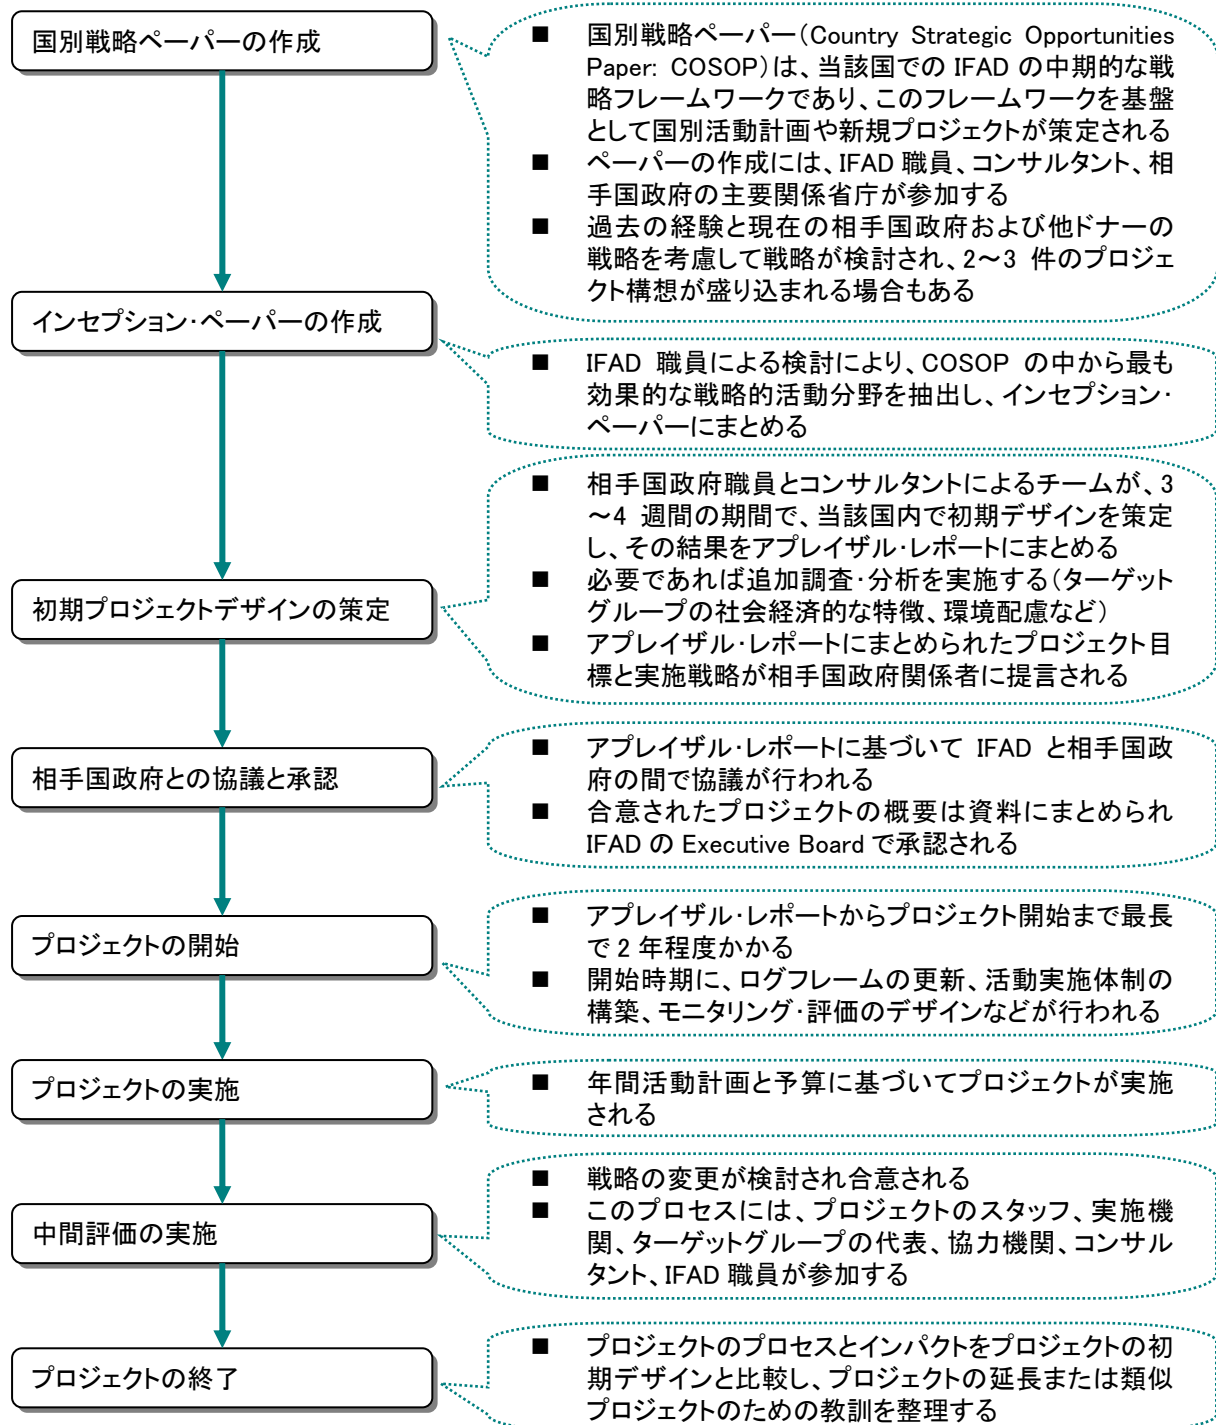 国別戦略ペーパーの作成
■ 国別戦略ペーパー(Country Strategic Opportunities
Paper: COSOP)は、当該国での IFAD の中期的な戦
略フレームワークであり、このフレームワークを基盤
として国別活動計画や新規プロジェクトが策定される
■ ペーパーの作成には、IFAD 職員、コンサルタント、相
手国政府の主要関係省庁が参加する
■ 過去の経験と現在の相手国政府および他ドナーの
戦略を考慮して戦略が検討され、2~3 件のプロジェ
クト構想が盛り込まれる場合もある
インセプション・ペーパーの作成
■ IFAD 職員による検討により、COSOP の中から最も
効果的な戦略的活動分野を抽出し、インセプション・
ペーパーにまとめる
初期プロジェクトデザインの策定
■ 相手国政府職員とコンサルタントによるチームが、3
~4 週間の期間で、当該国内で初期デザインを策定
し、その結果をアプレイザル・レポートにまとめる
■ 必要であれば追加調査・分析を実施する(ターゲット
グループの社会経済的な特徴、環境配慮など)
■ アプレイザル・レポートにまとめられたプロジェクト目
標と実施戦略が相手国政府関係者に提言される
相手国政府との協議と承認
■ アプレイザル・レポートに基づいて IFAD と相手国政
府の間で協議が行われる
■ 合意されたプロジェクトの概要は資料にまとめられ
IFAD の Executive Board で承認される
プロジェクトの開始
■ アプレイザル・レポートからプロジェクト開始まで最長
で 2 年程度かかる
■ 開始時期に、ログフレームの更新、活動実施体制の
構築、モニタリング・評価のデザインなどが行われる
プロジェクトの実施
■ 年間活動計画と予算に基づいてプロジェクトが実施
される
中間評価の実施
■ 戦略の変更が検討され合意される
■ このプロセスには、プロジェクトのスタッフ、実施機
関、ターゲットグループの代表、協力機関、コンサル
タント、IFAD 職員が参加する
プロジェクトの終了
■ プロジェクトのプロセスとインパクトをプロジェクトの初
期デザインと比較し、プロジェクトの延長または類似
プロジェクトのための教訓を整理する